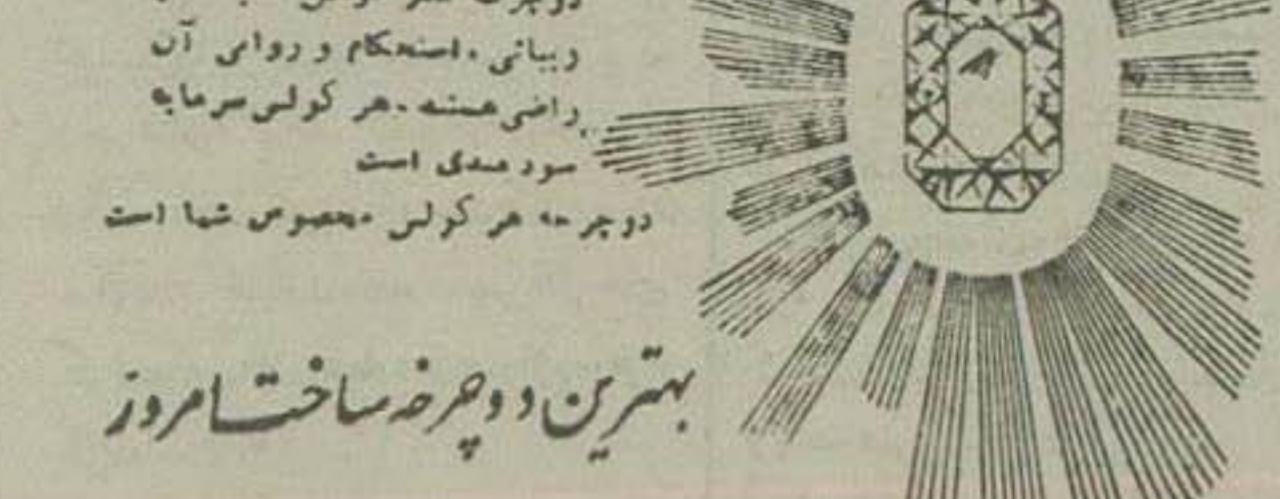 زیبائی، استحکام و روانی آن
راضی هستند. هر کولس سرمایه
سودمندی است
دوچرخه هر کولس مخصوص شما است
بهترین دوچرخه ساخت امروز